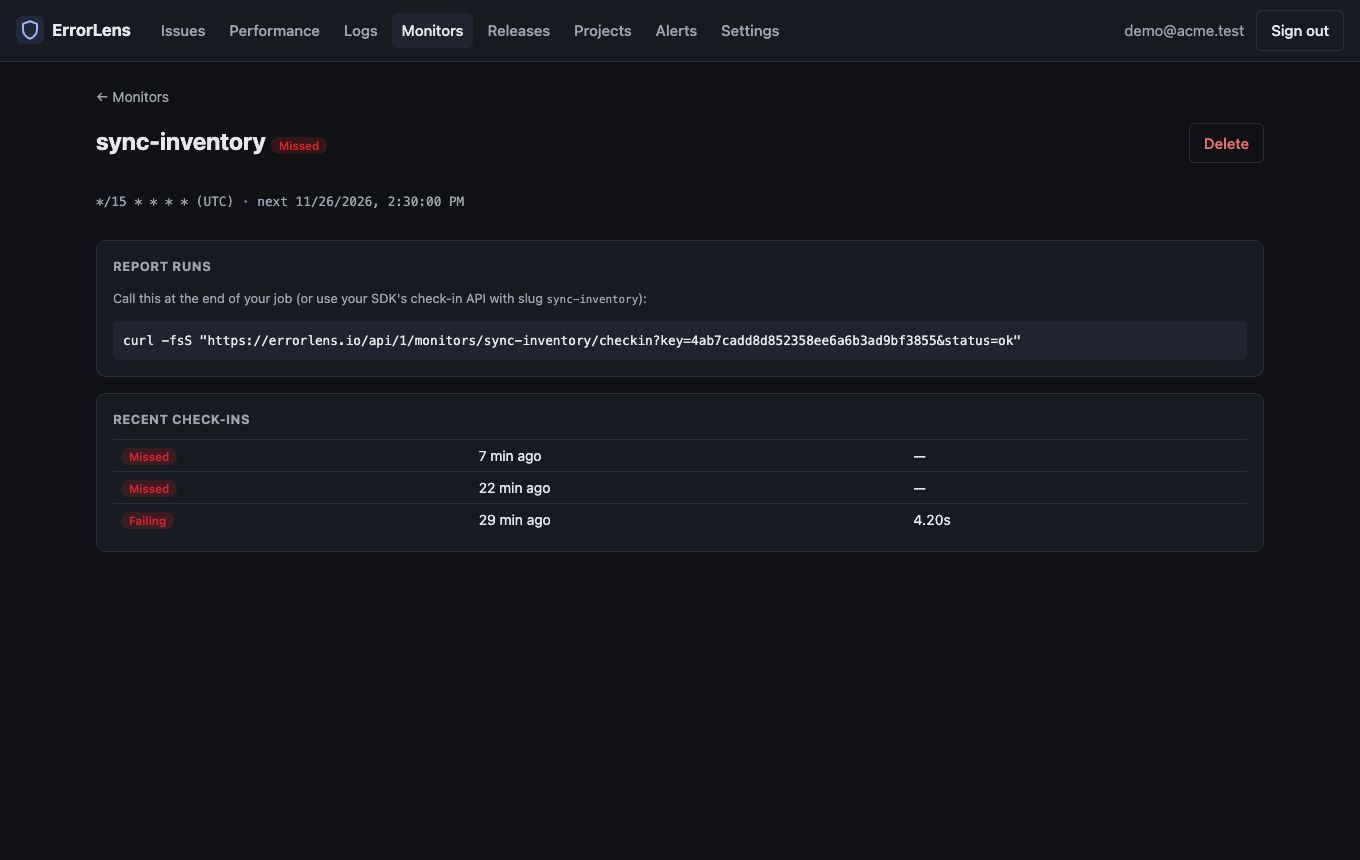 ErrorLens Issues Performance Logs Monitors Releases Projects Alerts Settings demo@acme.test Sign out
← Monitors
sync-inventory Missed Delete
*/15 * * * * (UTC) · next 11/26/2026, 2:30:00 PM
REPORT RUNS
Call this at the end of your job (or use your SDK's check-in API with slug sync-inventory):
curl -fsS "https://errorlens.io/api/1/monitors/sync-inventory/checkin?key=4ab7cadd8d852358ee6a6b3ad9bf3855&status=ok"
RECENT CHECK-INS
Missed 7 min ago —
Missed 22 min ago —
Failing 29 min ago 4.20s